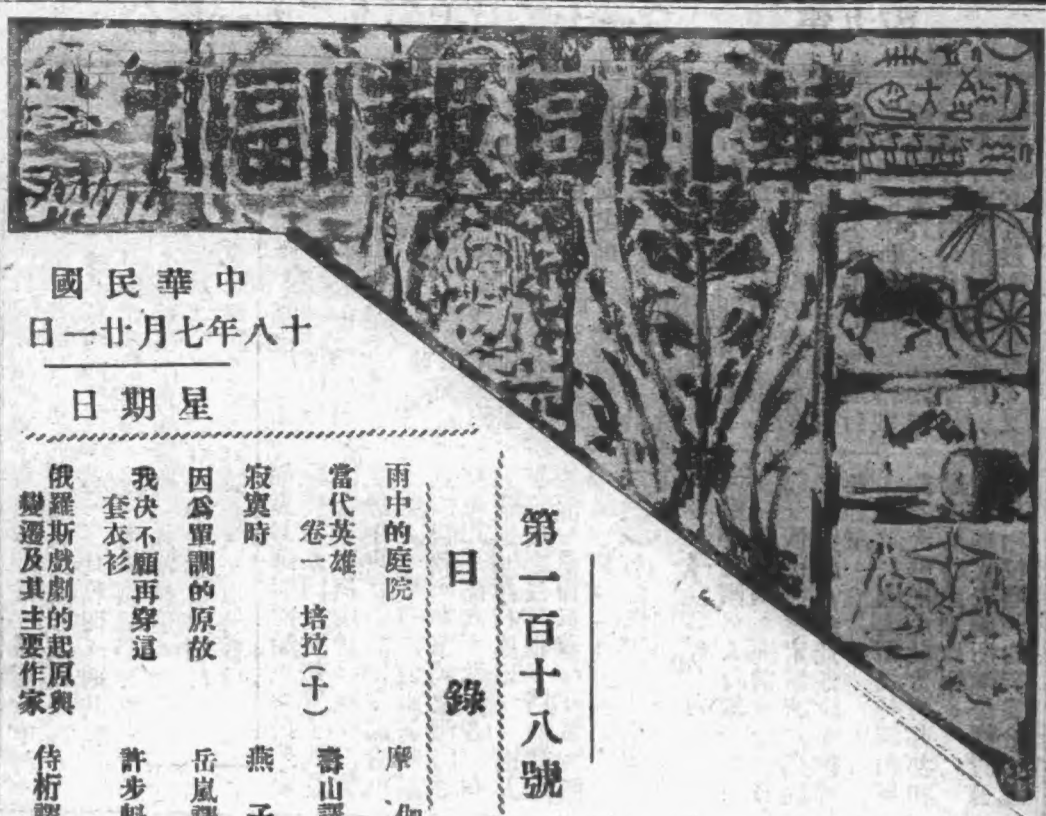 華北日報副刊
中華民國
十八年七月廿一日
星期日
第一百十八號
目錄
雨中的庭院 摩 伽
當代英雄
卷一 培拉(十) 壽山譯
寂寞時 燕子
因爲單調的原故 岳嵐譯
我决不願再穿這
套衣衫 許步
俄羅斯戲劇的起原與
變遷及其主要作家 侍桁譯